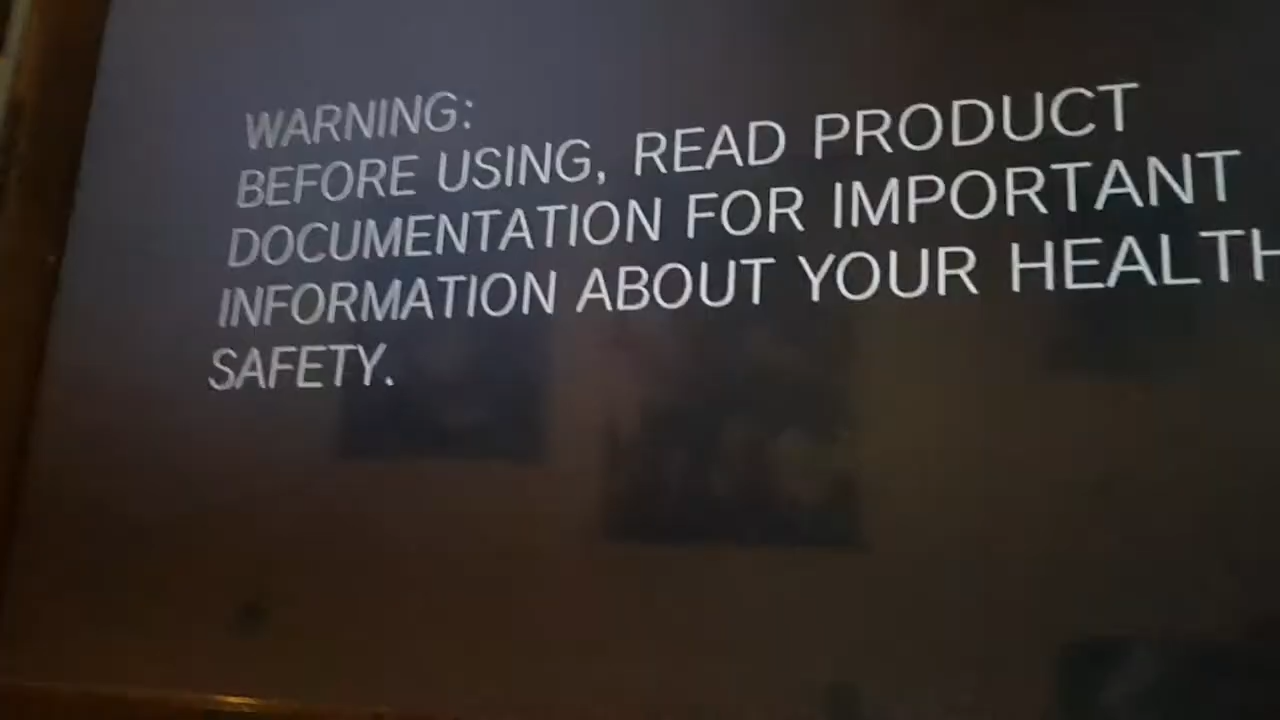 WARNING:
BEFORE USING, READ PRODUCT
DOCUMENTATION FOR IMPORTANT
INFORMATION ABOUT YOUR HEALTH
SAFETY.